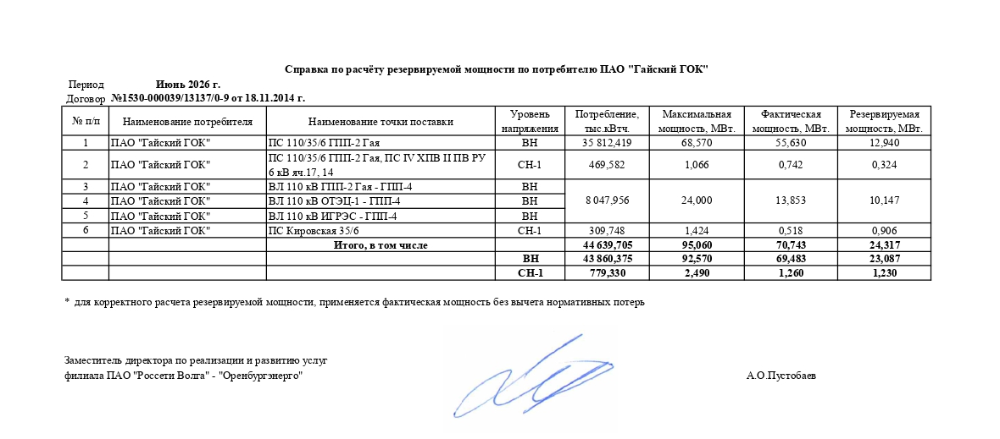 Справка по расчёту резервируемой мощности по потребителю ПАО "Гайский ГОК"
Период Июнь 2026 г.
Договор №1530-000039/13137/0-9 от 18.11.2014 г.
№ п/п Наименование потребителя Наименование точки поставки Уровень напряжения Потребление, тыс.кВтч. Максимальная мощность, МВт. Фактическая мощность, МВт. Резервируемая мощность, МВт.
1 ПАО "Гайский ГОК" ПС 110/35/6 ГПП-2 Гая ВН 35 812,419 68,570 55,630 12,940
2 ПАО "Гайский ГОК" ПС 110/35/6 ГПП-2 Гая, ПС IV ХПВ II ПВ РУ 6 кВ яч.17, 14 СН-1 469,582 1,066 0,742 0,324
3 ПАО "Гайский ГОК" ВЛ 110 кВ ГПП-2 Гая - ГПП-4 ВН
4 ПАО "Гайский ГОК" ВЛ 110 кВ ОТЭЦ-1 - ГПП-4 ВН 8 047,956 24,000 13,853 10,147
5 ПАО "Гайский ГОК" ВЛ 110 кВ ИГРЭС - ГПП-4 ВН
6 ПАО "Гайский ГОК" ПС Кировская 35/6 СН-1 309,748 1,424 0,518 0,906
Итого, в том числе 44 639,705 95,060 70,743 24,317
ВН 43 860,375 92,570 69,483 23,087
СН-1 779,330 2,490 1,260 1,230
* для корректного расчета резервируемой мощности, применяется фактическая мощность без вычета нормативных потерь
Заместитель директора по реализации и развитию услуг
филиала ПАО "Россети Волга" - "Оренбургэнерго" А.О.Пустобаев